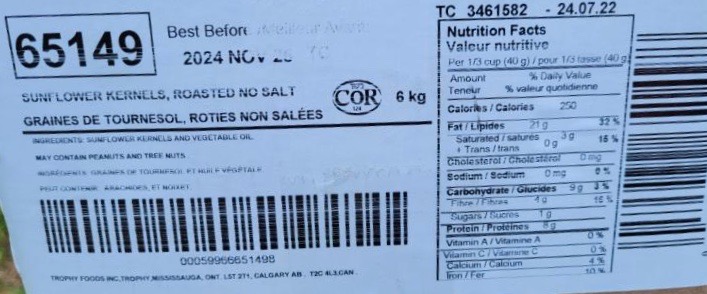 TC 3461582 - 24.07.22
65149
Best Before
2024 NOV
SUNFLOWER KERNELS, ROASTED NO SALT
GRAINES DE TOURNESOL, ROTIES NON SALÉES
COR
6 kg
INGREDIENTS: SUNFLOWER KERNELS AND VEGETABLE OIL.
MAY CONTAIN PEANUTS AND TREE NUTS
INGREDIENTS: GRAINES DE TOURNESOL ET HUILE VEGETALE
PEUT CONTENIR ARACHIDES, ET NOIX
00059966651498
TROPHY FOODS INC, TROPHY, MISSISSAUGA, ONT. L5T 2T1, CALGARY AB. T2C 4L3, CAN
Nutrition Facts
Valeur nutritive
Per 1/3 cup (40 g) / pour 1/3 tasse (40 g)
Amount % Daily Value
Teneur % valeur quotidienne
Calories / Calories 250
Fat / Lipides 21 g 32 %
Saturated / saturés 3 g 15 %
+ Trans / trans 0 g
Cholesterol / Cholestérol 0 mg
Sodium / Sodium 0 mg 0 %
Carbohydrate / Glucides 9 g 3 %
Fibre / Fibres 4 g 16 %
Sugars / Sucres 1 g
Protein / Protéines 8 g
Vitamin A / Vitamine A 0 %
Vitamin C / Vitamine C 0 %
Calcium / Calcium 4 %
Iron / Fer 10 %